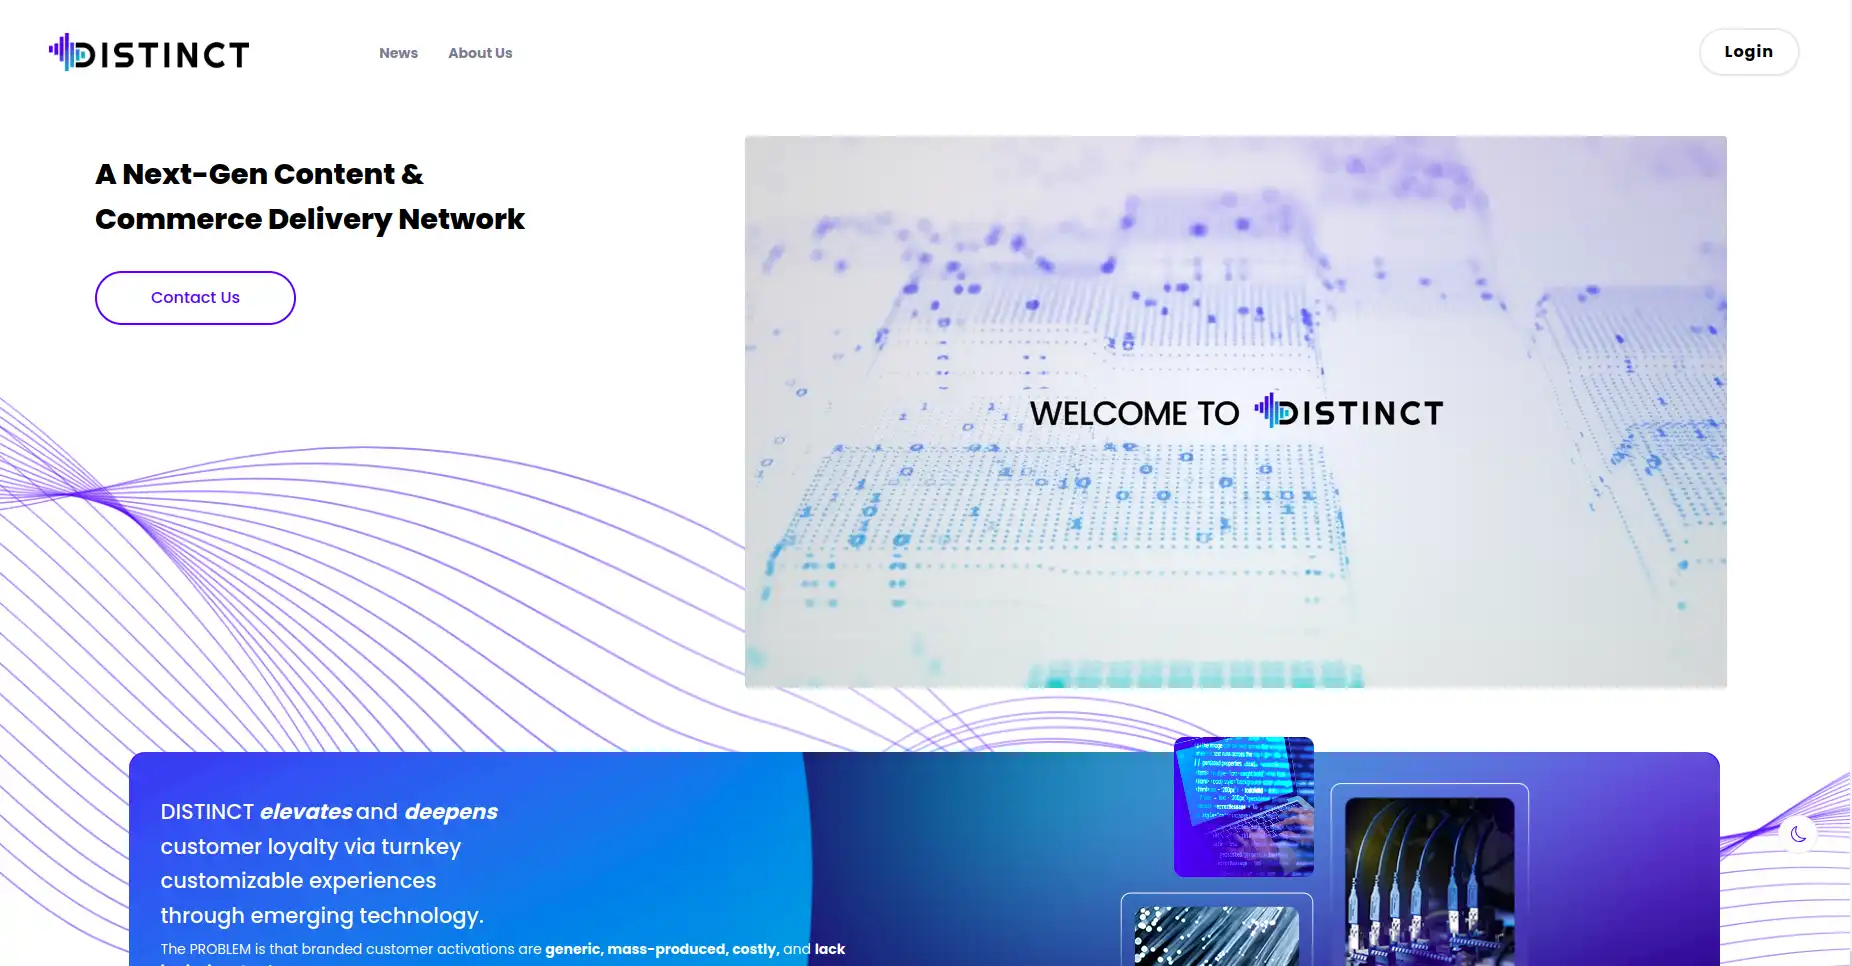 DISTINCT
News
About Us
Login
A Next-Gen Content &
Commerce Delivery Network
Contact Us
WELCOME TO DISTINCT
DISTINCT elevates and deepens
customer loyalty via turnkey
customizable experiences
through emerging technology.
The PROBLEM is that branded customer activations are generic, mass-produced, costly, and lack